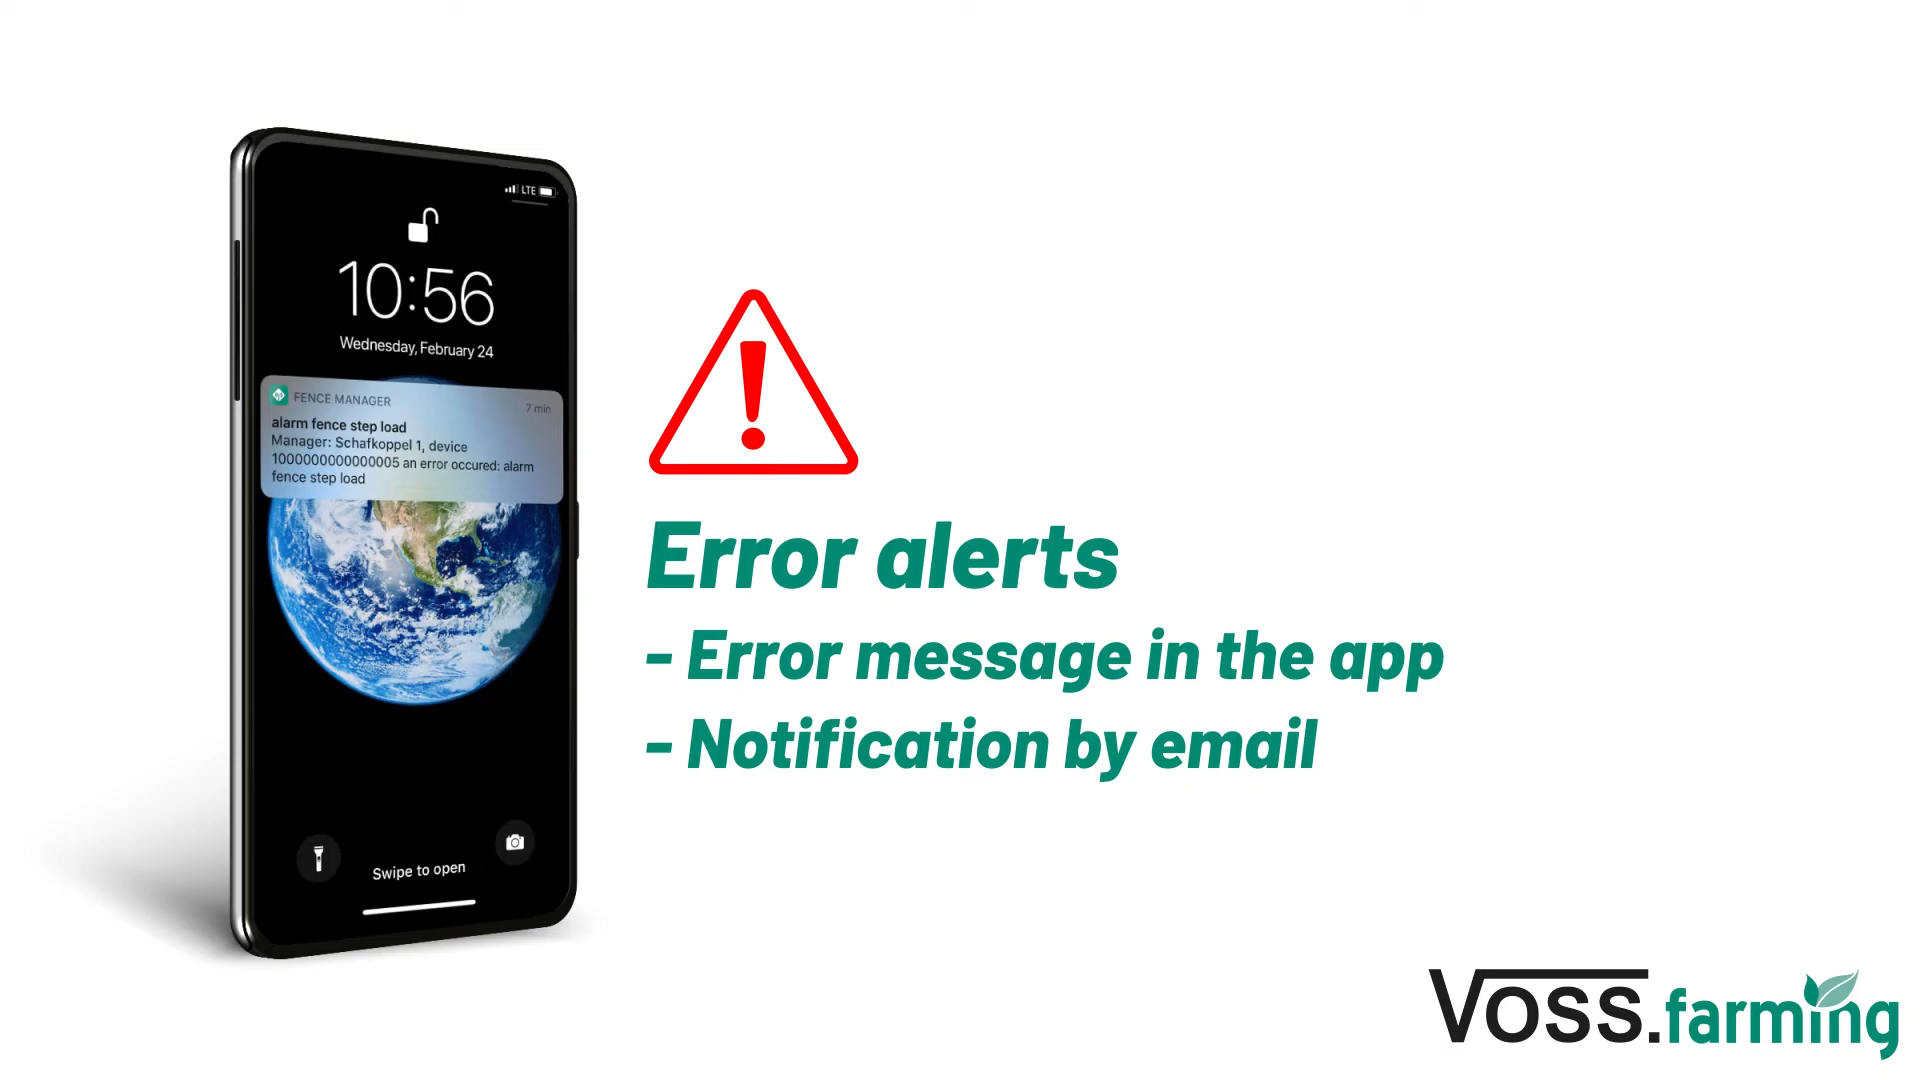 LTE
10:56
Wednesday, February 24
FENCE MANAGER
7 min
alarm fence step load
Manager: Schafkoppel 1, device
1000000000000005 an error occured: alarm
fence step load
Swipe to open
Error alerts
- Error message in the app
- Notification by email
VOSS.farming